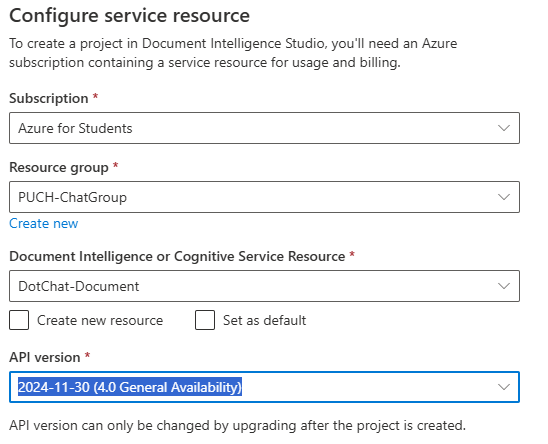 Configure service resource
To create a project in Document Intelligence Studio, you'll need an Azure
subscription containing a service resource for usage and billing.
Subscription *
Azure for Students
Resource group *
PUCH-ChatGroup
Create new
Document Intelligence or Cognitive Service Resource *
DotChat-Document
Create new resource Set as default
API version *
2024-11-30 (4.0 General Availability)
API version can only be changed by upgrading after the project is created.